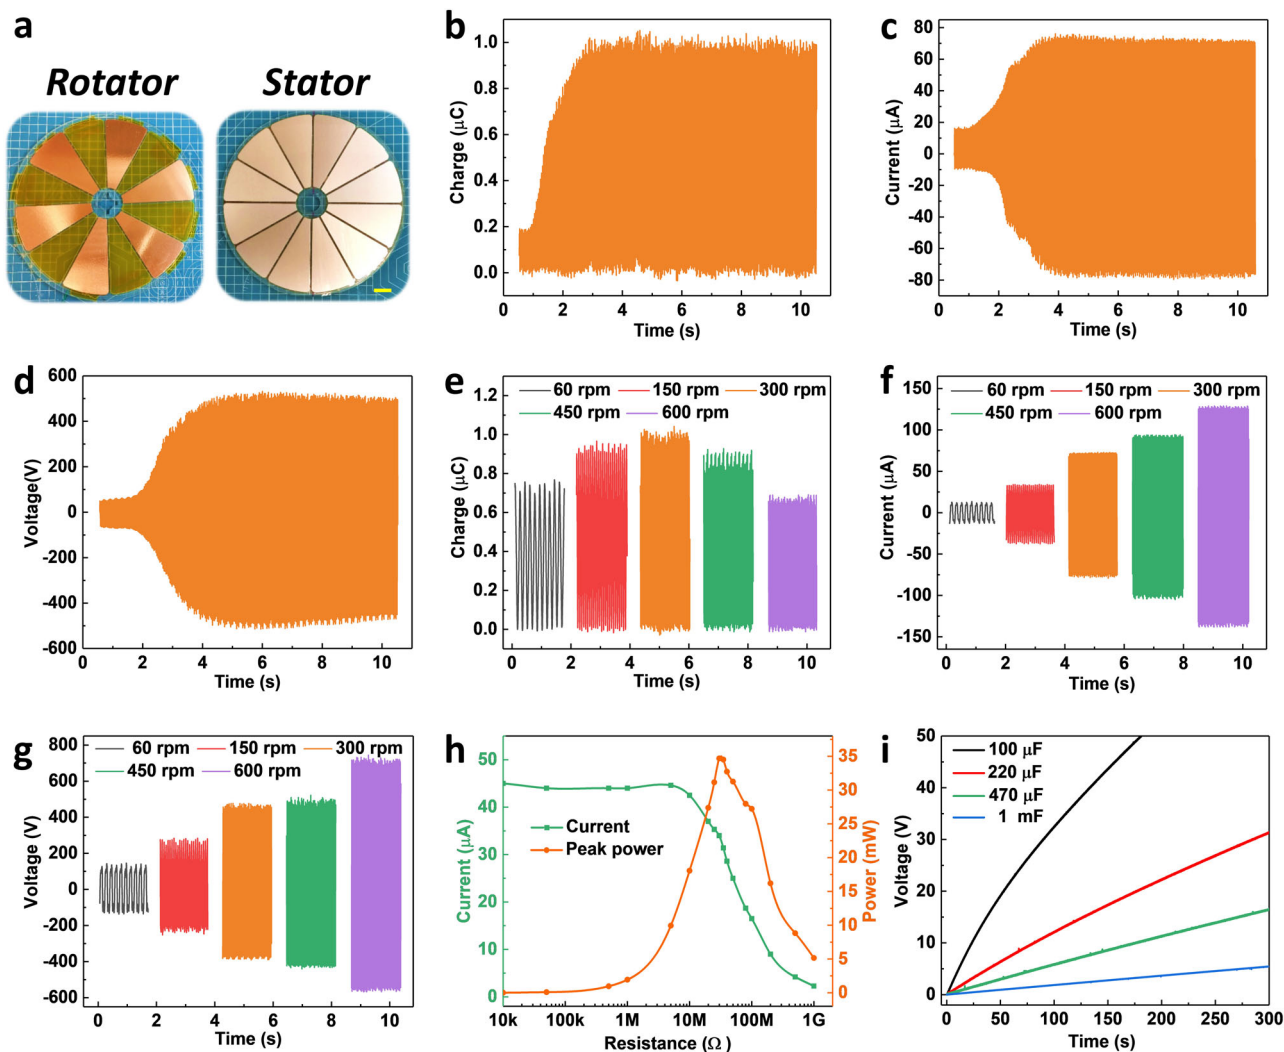 a
Rotator Stator
b
Charge (μC)
1.0
0.8
0.6
0.4
0.2
0.0
0 2 4 6 8 10
Time (s)
c
Current (μA)
80
60
40
20
0
-20
-40
-60
-80
0 2 4 6 8 10
Time (s)
d
Voltage(V)
600
400
200
0
-200
-400
-600
0 2 4 6 8 10
Time (s)
e
60 rpm 150 rpm 300 rpm
450 rpm 600 rpm
Charge (μC)
1.2
1.0
0.8
0.6
0.4
0.2
0.0
0 2 4 6 8 10
Time (s)
f
60 rpm 150 rpm 300 rpm
450 rpm 600 rpm
Current (μA)
150
100
50
0
-50
-100
-150
0 2 4 6 8 10
Time (s)
g
60 rpm 150 rpm 300 rpm
450 rpm 600 rpm
Voltage (V)
800
600
400
200
0
-200
-400
-600
0 2 4 6 8 10
Time (s)
h
Current
Peak power
Current (μA)
50
40
30
20
10
0
Power (mW)
35
30
25
20
15
10
5
0
10k 100k 1M 10M 100M 1G
Resistance (Ω )
i
100 μF
220 μF
470 μF
1 mF
Voltage (V)
50
40
30
20
10
0
0 50 100 150 200 250 300
Time (s)